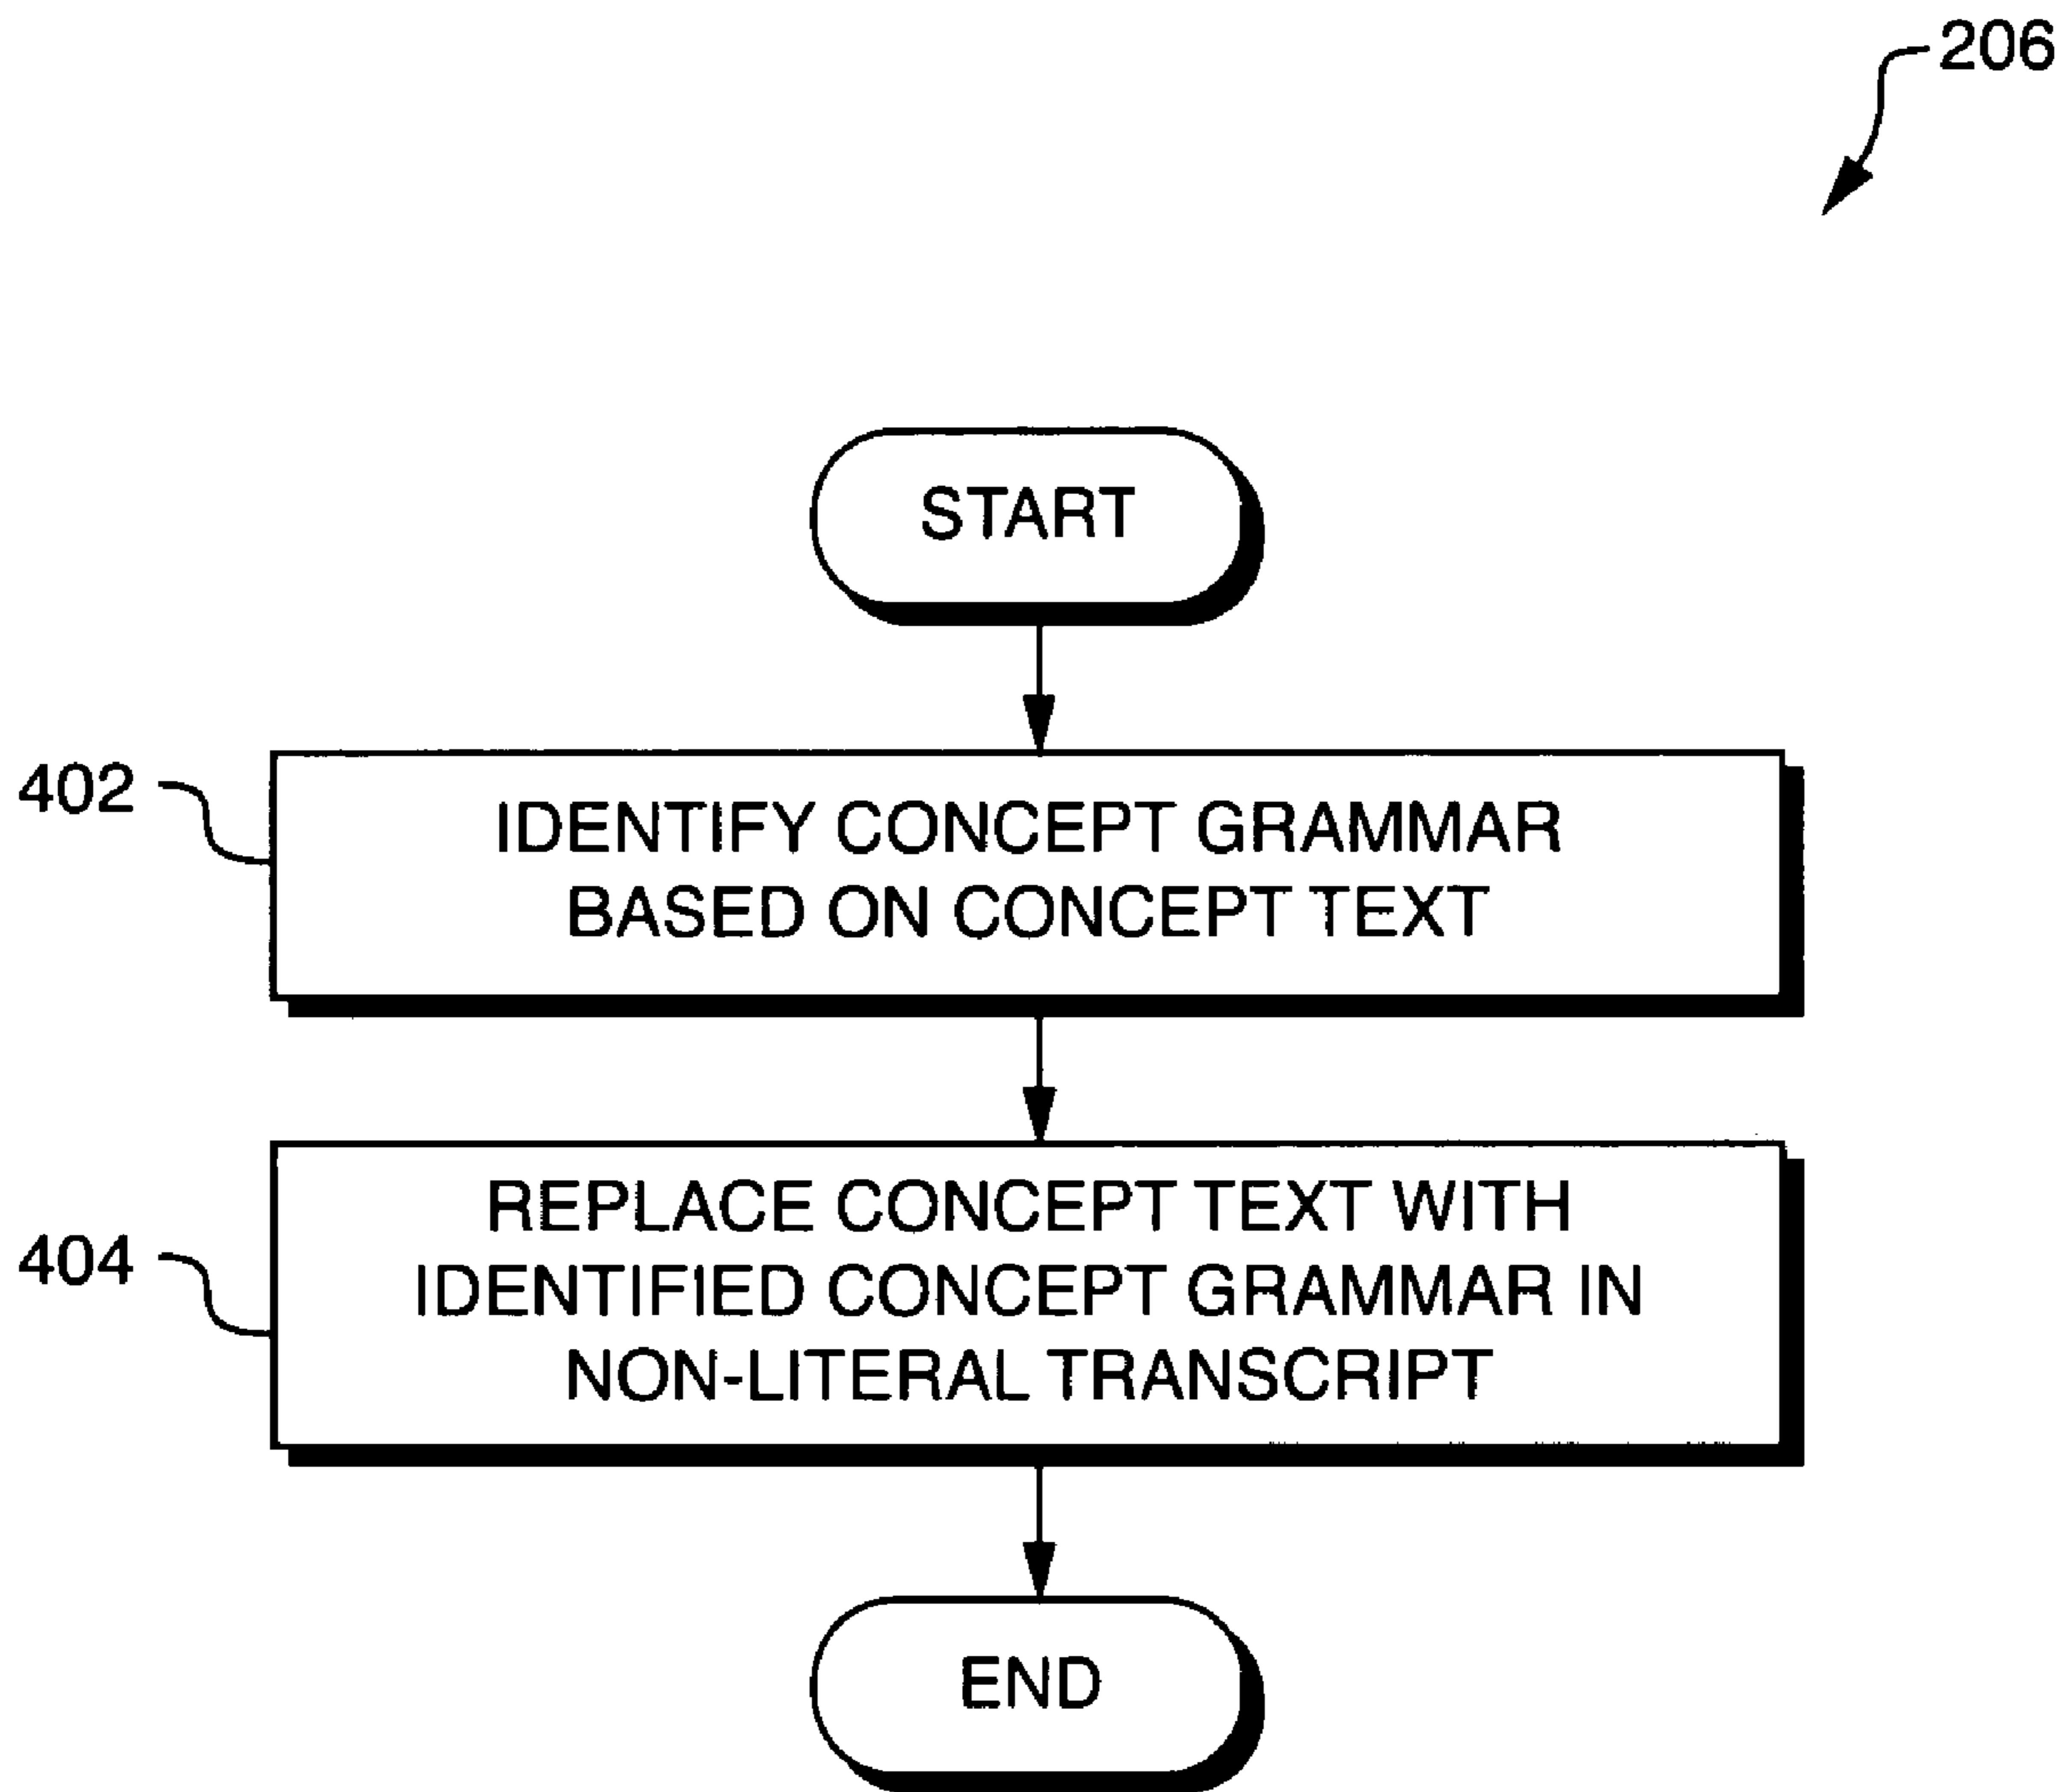 206
START
402
IDENTIFY CONCEPT GRAMMAR
BASED ON CONCEPT TEXT
REPLACE CONCEPT TEXT WITH
404
IDENTIFIED CONCEPT GRAMMAR IN
NON-LITERAL TRANSCRIPT
END